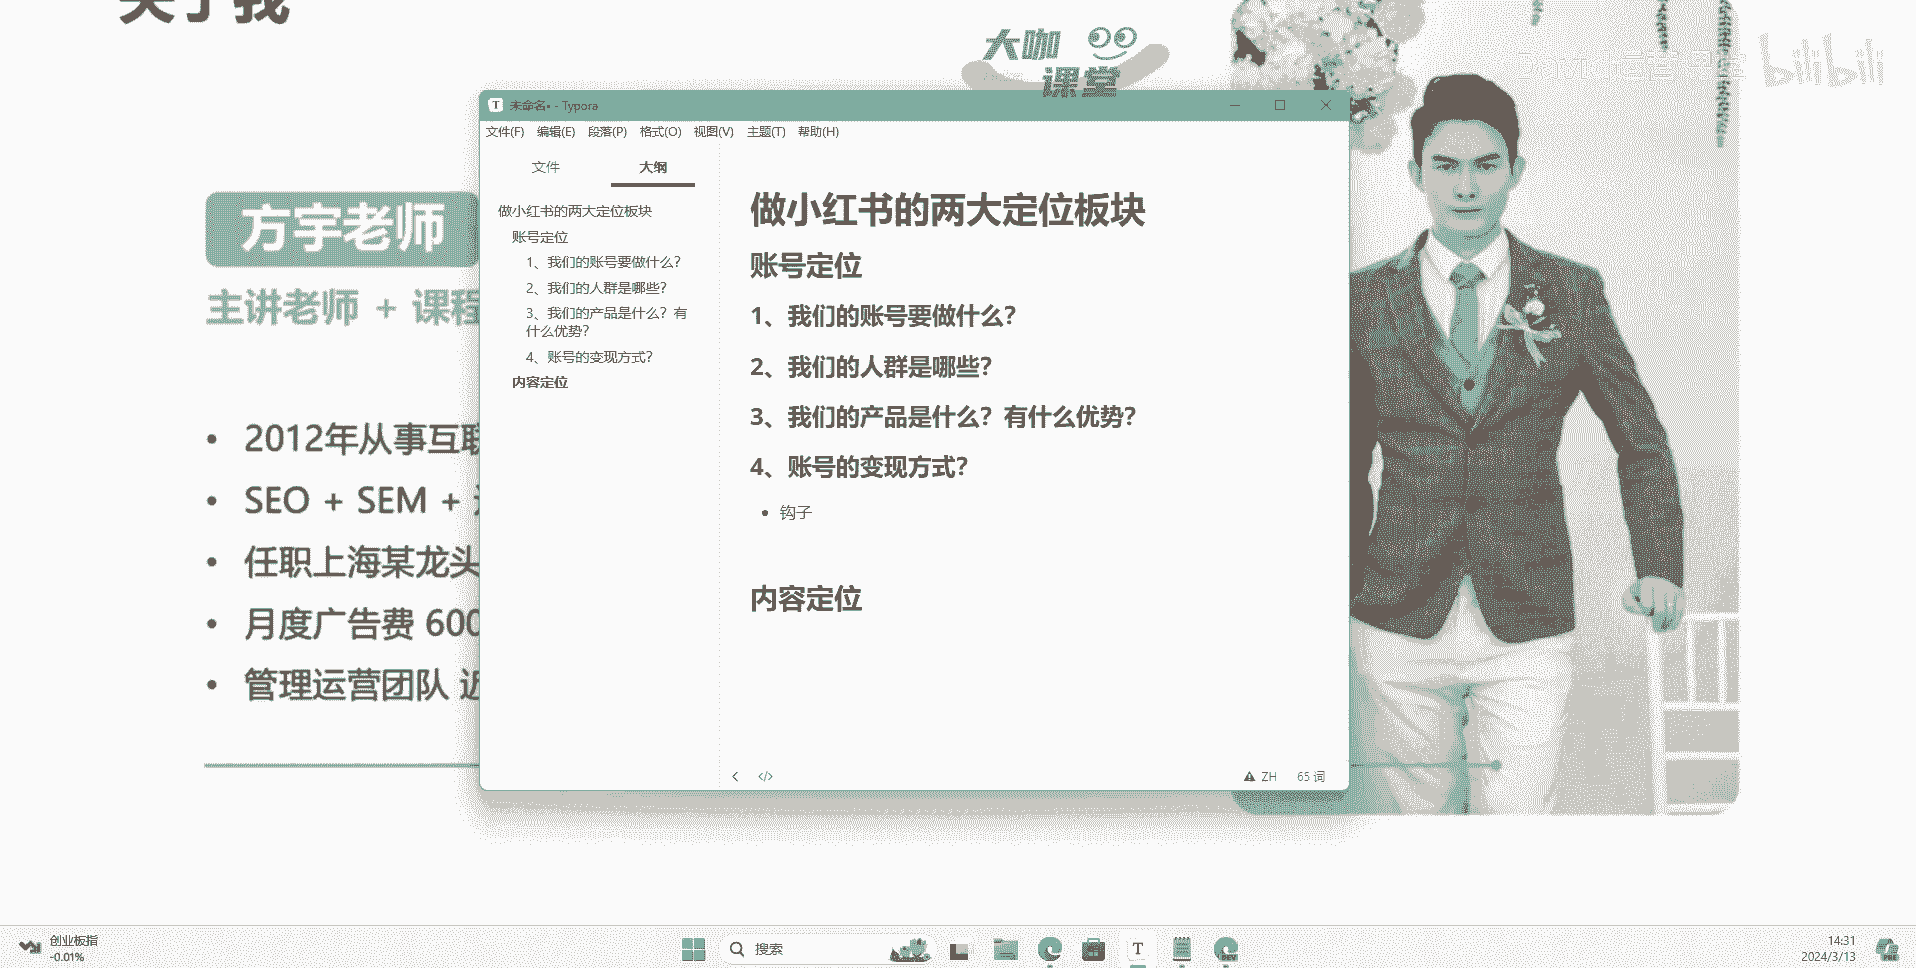 关于我
大咖
课堂
bilibili
方宇老师
主讲老师 + 课程
2012年从事互联
SEO + SEM +
任职上海某龙头
月度广告费 600
管理运营团队 近
未命名• - Typora
文件(F) 编辑(E) 段落(P) 格式(O) 视图(V) 主题(T) 帮助(H)
文件 大纲
做小红书的两大定位板块
账号定位
1、我们的账号要做什么？
2、我们的人群是哪些？
3、我们的产品是什么？有
什么优势？
4、账号的变现方式？
内容定位
做小红书的两大定位板块
账号定位
1、我们的账号要做什么？
2、我们的人群是哪些？
3、我们的产品是什么？有什么优势？
4、账号的变现方式？
• 钩子
内容定位
ZH 65 词
创业板指
-0.01%
搜索
T
DEV
14:31
2024/3/13
PRE